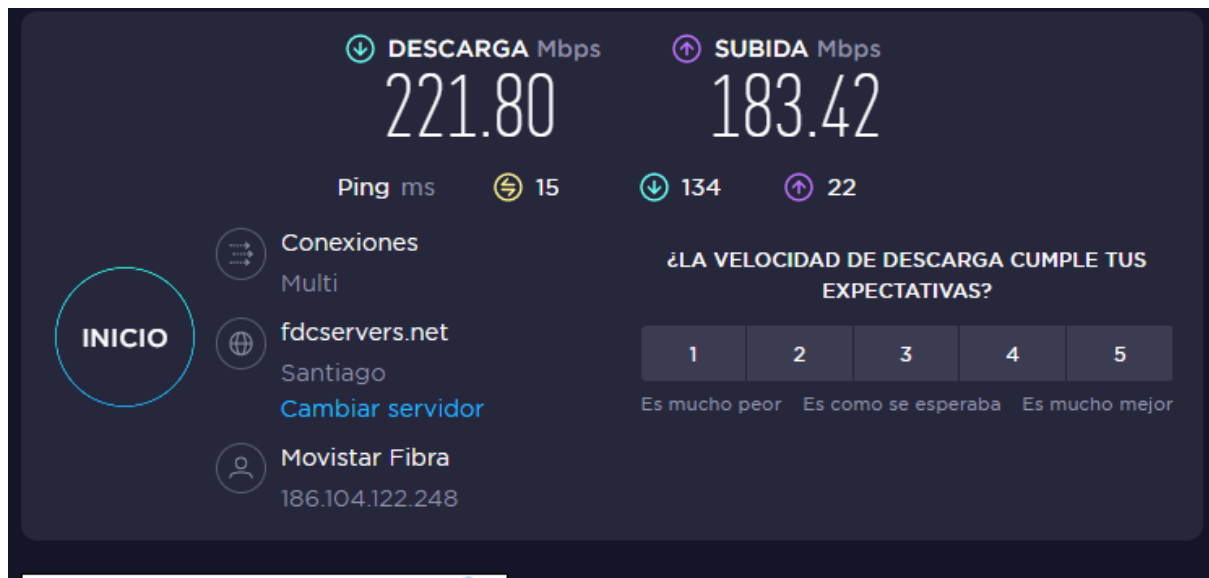 DESCARGA Mbps
SUBIDA Mbps
221.80
183.42
Ping ms 15 134 22
INICIO
Conexiones
Multi
fdcservers.net
Santiago
Cambiar servidor
Movistar Fibra
186.104.122.248
¿LA VELOCIDAD DE DESCARGA CUMPLE TUS
EXPECTATIVAS?
1 2 3 4 5
Es mucho peor Es como se esperaba Es mucho mejor